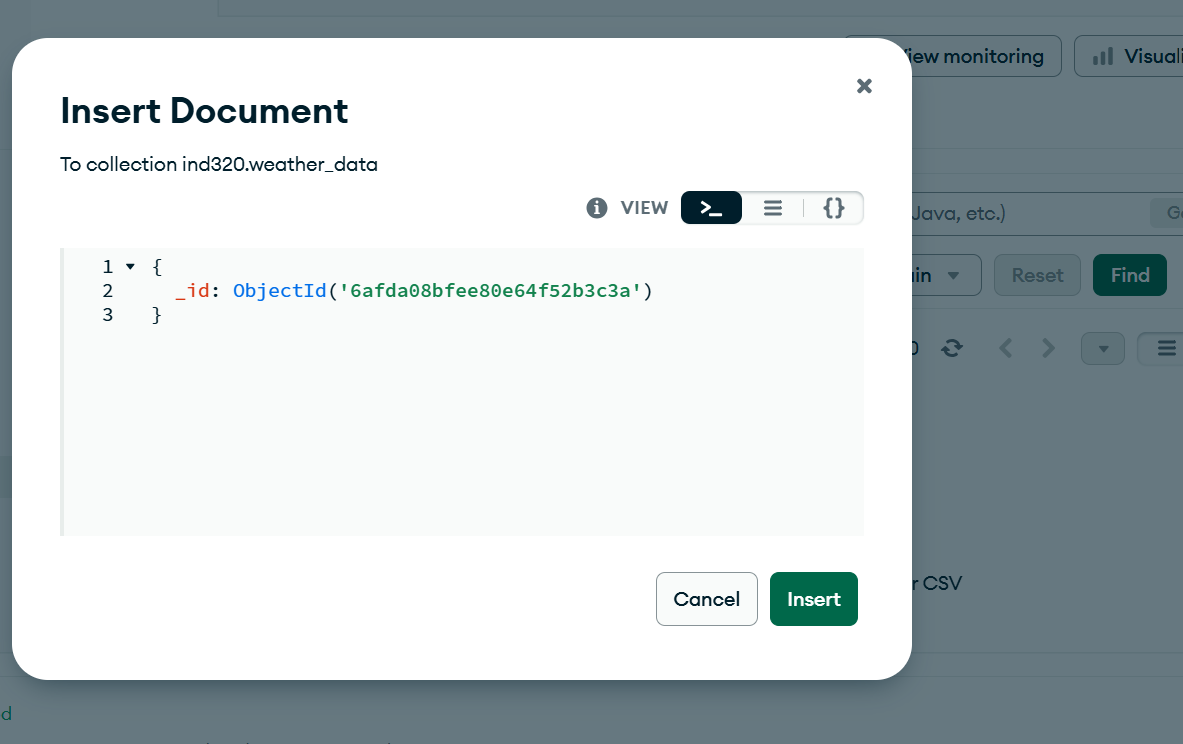 View monitoring
Visuali
Insert Document
To collection ind320.weather_data
VIEW
>_
{}
Java, etc.)
1 {
2 _id: ObjectId('6afda08bfee80e64f52b3c3a')
3 }
Reset
Find
Cancel
Insert
r CSV
d